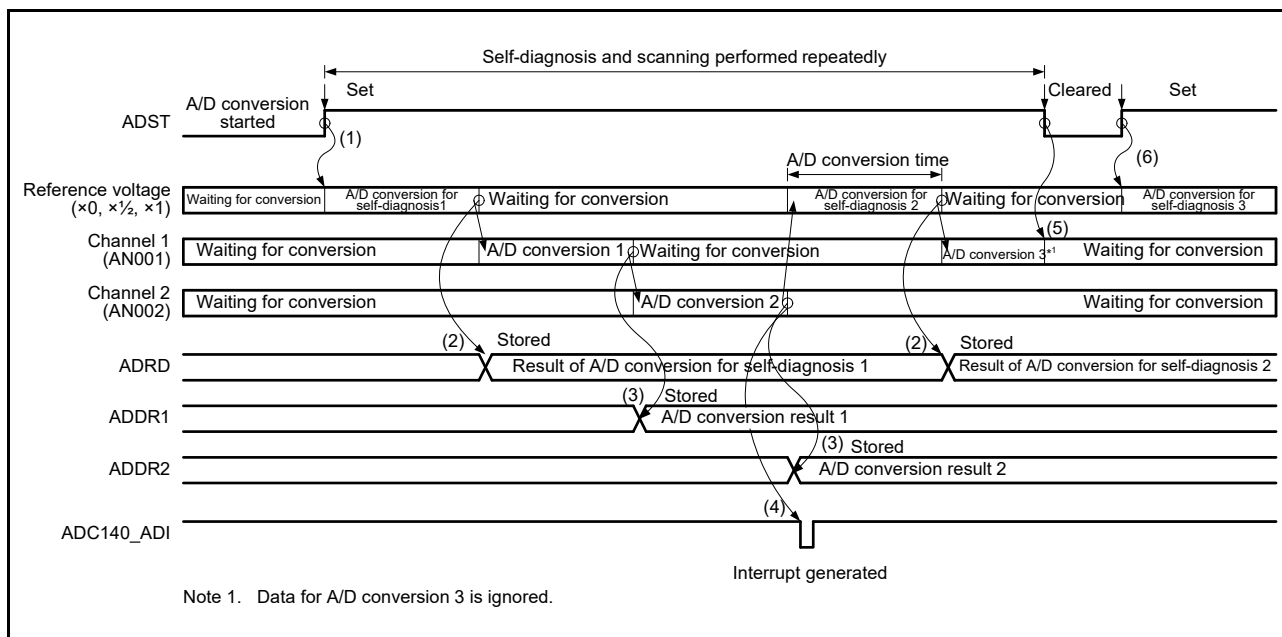 Self-diagnosis and scanning performed repeatedly
Set
Cleared
Set
A/D conversion
started
ADST
(1)
(6)
A/D conversion time
Reference voltage
(×0, ×½, ×1)
Waiting for conversion
A/D conversion for
self-diagnosis1
Waiting for conversion
A/D conversion for
self-diagnosis 2
Waiting for conversion
A/D conversion for
self-diagnosis 3
(5)
Channel 1
(AN001)
Waiting for conversion
A/D conversion 1
Waiting for conversion
A/D conversion 3*1
Waiting for conversion
Channel 2
(AN002)
Waiting for conversion
A/D conversion 2
Waiting for conversion
(2)
Stored
(2)
Stored
ADRD
Result of A/D conversion for self-diagnosis 1
Result of A/D conversion for self-diagnosis 2
(3)
Stored
ADDR1
A/D conversion result 1
(3)
Stored
ADDR2
A/D conversion result 2
(4)
ADC140_ADI
Interrupt generated
Note 1. Data for A/D conversion 3 is ignored.